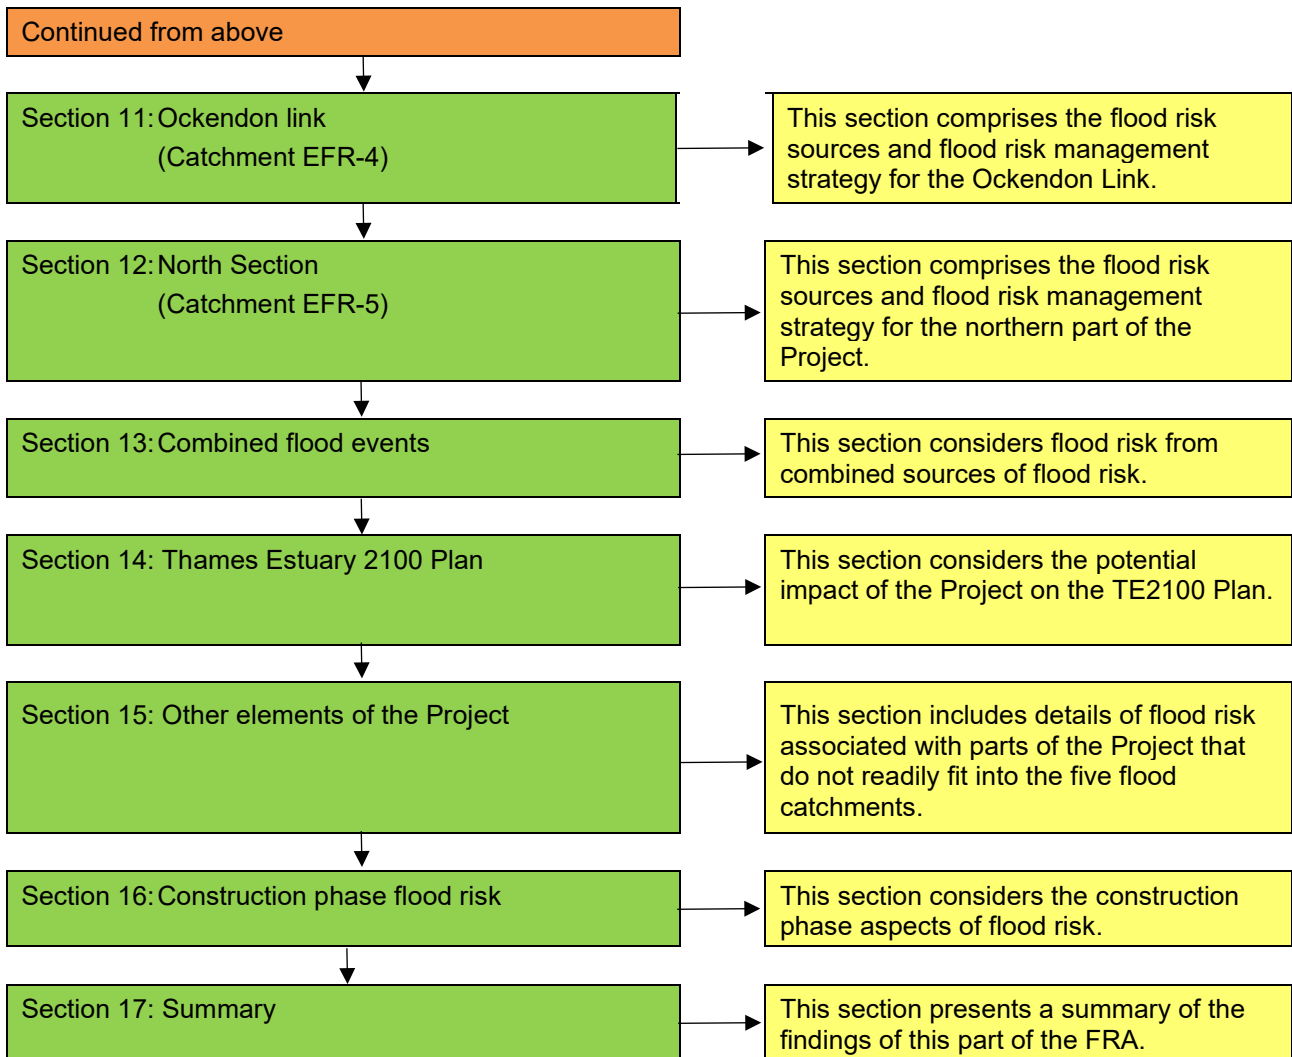 Continued from above
Section 11: Ockendon link
(Catchment EFR-4)
This section comprises the flood risk
sources and flood risk management
strategy for the Ockendon Link.
Section 12: North Section
(Catchment EFR-5)
This section comprises the flood risk
sources and flood risk management
strategy for the northern part of the
Project.
Section 13: Combined flood events
This section considers flood risk from
combined sources of flood risk.
Section 14: Thames Estuary 2100 Plan
This section considers the potential
impact of the Project on the TE2100 Plan.
Section 15: Other elements of the Project
This section includes details of flood risk
associated with parts of the Project that
do not readily fit into the five flood
catchments.
Section 16: Construction phase flood risk
This section considers the construction
phase aspects of flood risk.
Section 17: Summary
This section presents a summary of the
findings of this part of the FRA.